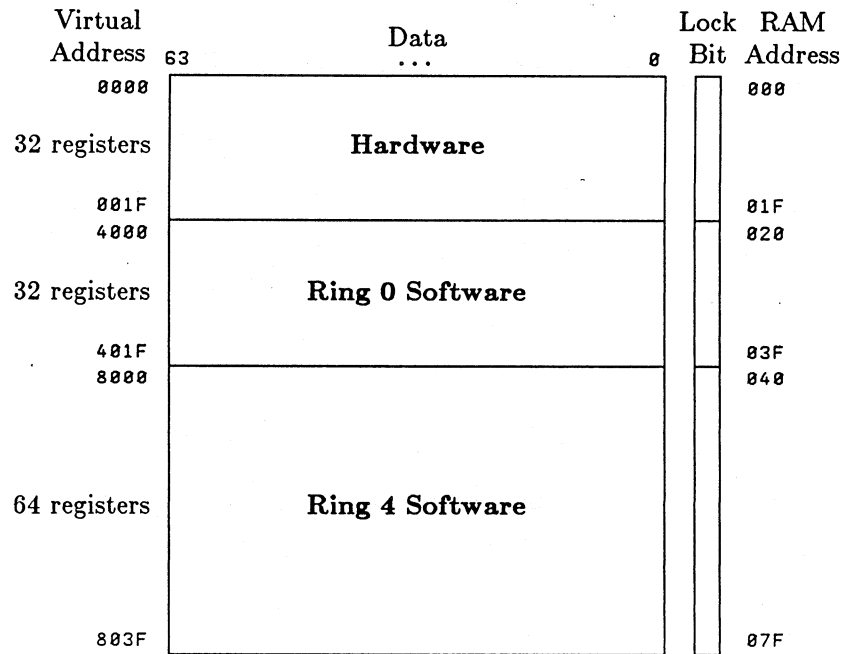 Virtual Address 63 Data ... 0 Lock Bit RAM Address
0000 000
32 registers Hardware
001F 01F
4000 020
32 registers Ring 0 Software
401F 03F
8000 040
64 registers Ring 4 Software
803F 07F